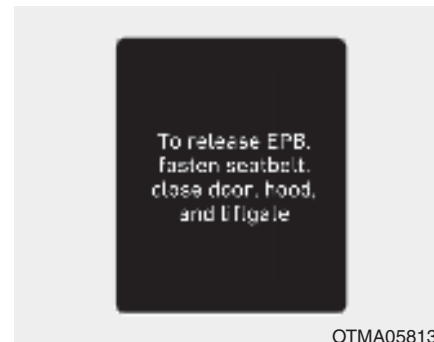 To release EPB,
fasten seatbelt,
close door, hood,
and liftgate
OTMA05813